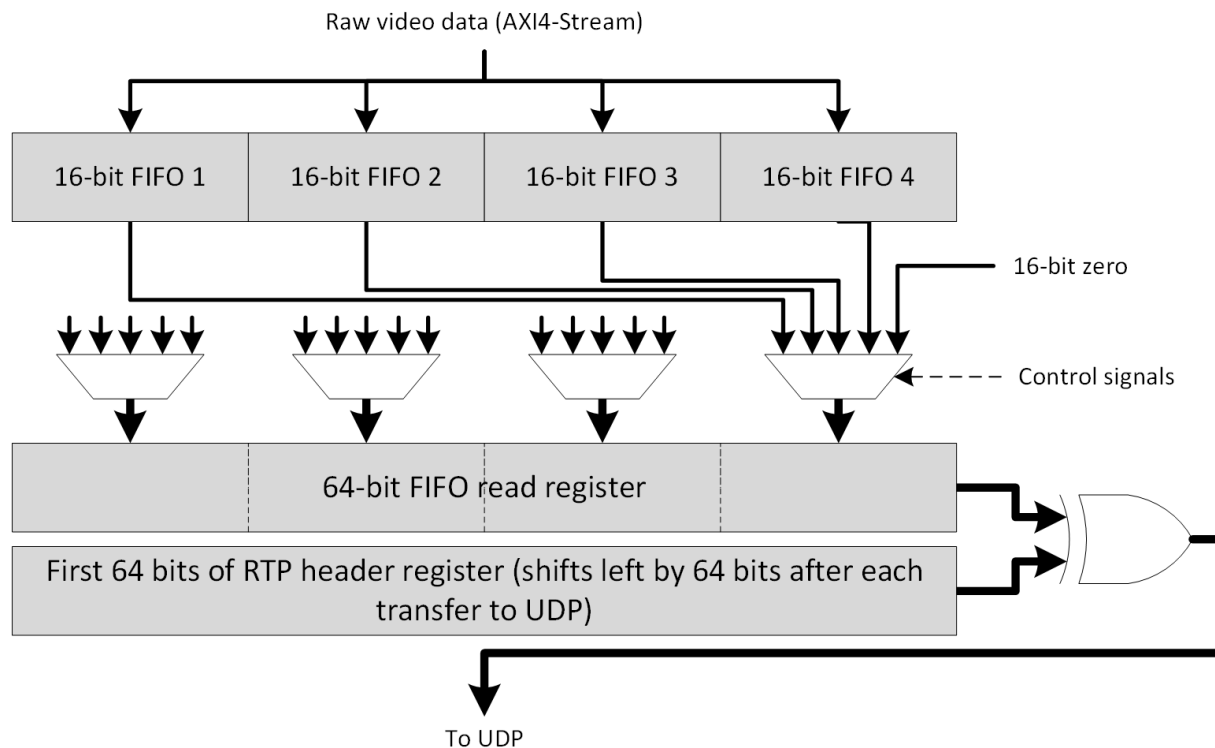 Raw video data (AXI4-Stream)
16-bit FIFO 1
16-bit FIFO 2
16-bit FIFO 3
16-bit FIFO 4
16-bit zero
Control signals
64-bit FIFO read register
First 64 bits of RTP header register (shifts left by 64 bits after each
transfer to UDP)
To UDP